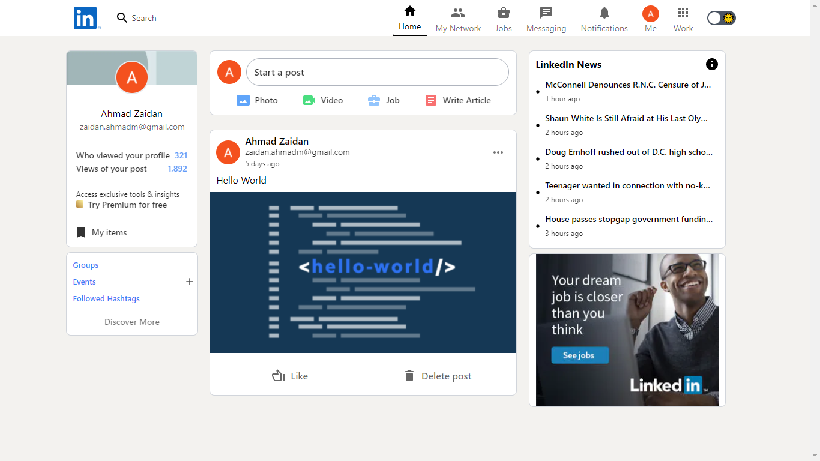 in
Search
Home
My Network
Jobs
Messaging
Notifications
A
Me
Work
A
Ahmad Zaidan
zaidan.ahmadm@gmail.com
Who viewed your profile 321
Views of your post 1,892
Access exclusive tools & insights
Try Premium for free
My items
Groups
Events +
Followed Hashtags
Discover More
A
Start a post
Photo
Video
Job
Write Article
A
Ahmad Zaidan
zaidan.ahmadm@gmail.com
5 days ago
Hello World
<hello-world/>
Like
Delete post
LinkedIn News
McConnell Denounces R.N.C. Censure of J...
1 hour ago
Shaun White Is Still Afraid at His Last Oly...
2 hours ago
Doug Emhoff rushed out of D.C. high scho...
2 hours ago
Teenager wanted in connection with no-k...
2 hours ago
House passes stopgap government fundin...
3 hours ago
Your dream
job is closer
than you
think
See jobs
Linked in